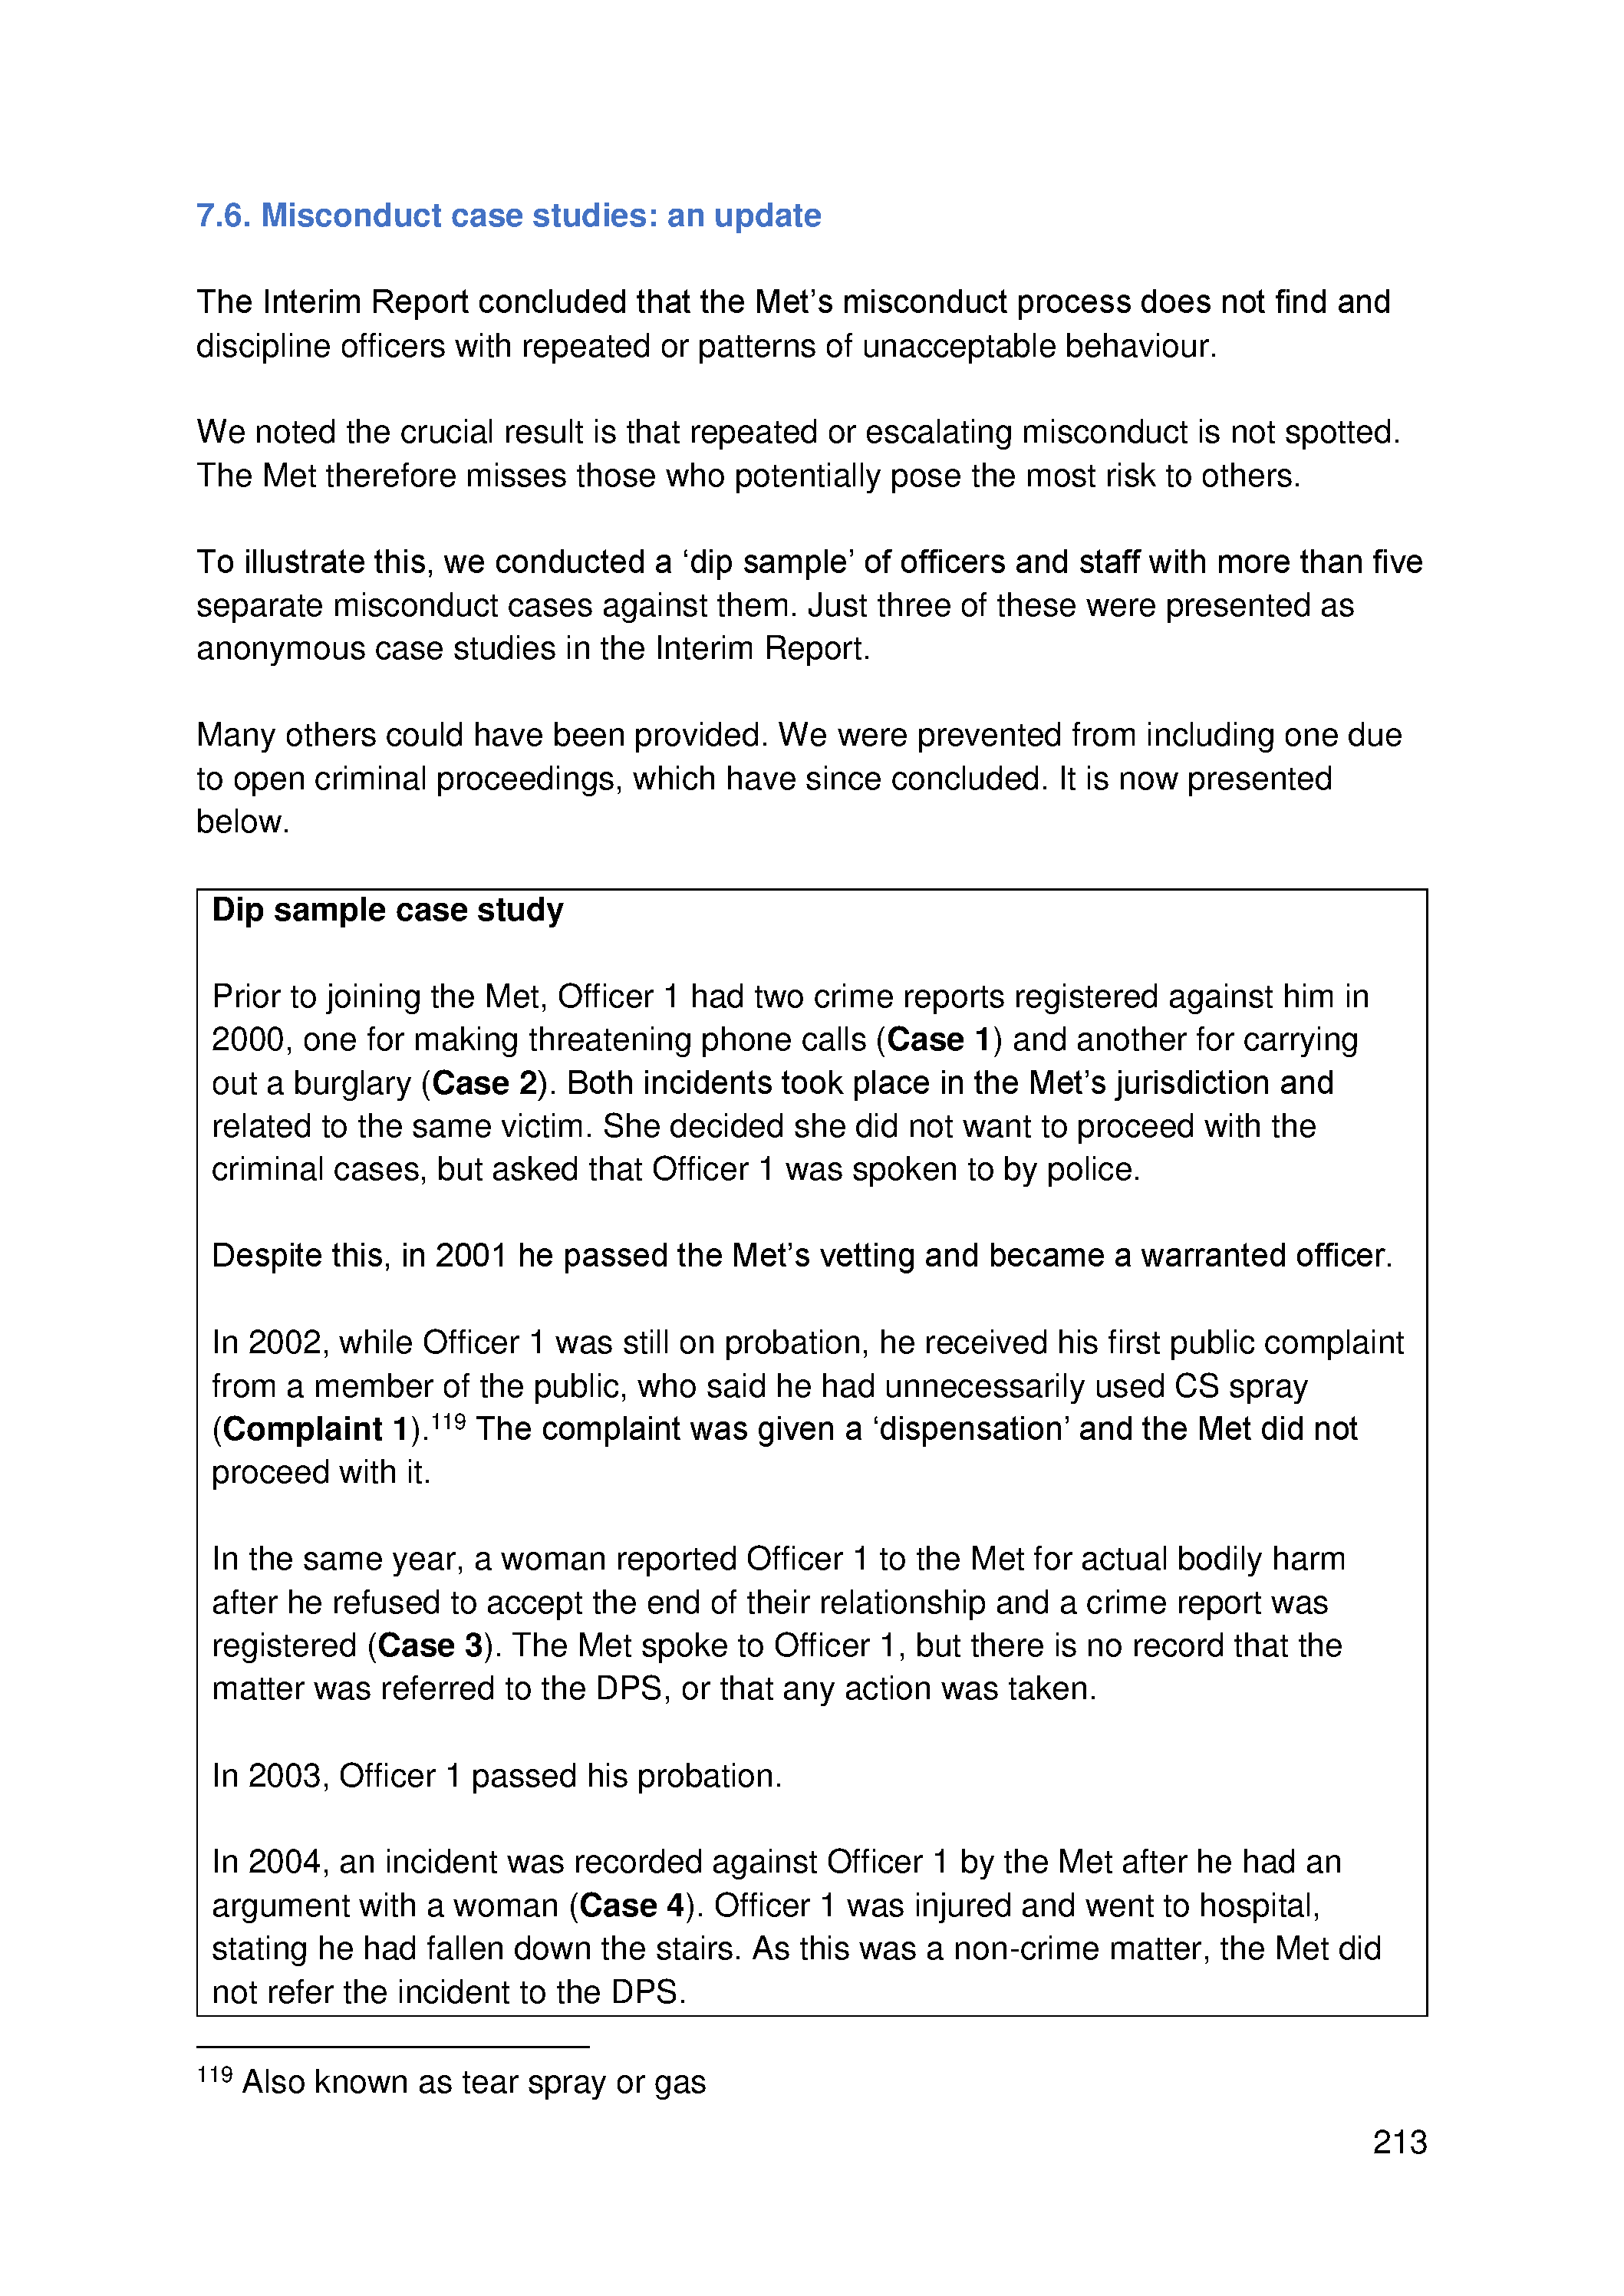 7.6. Misconduct case studies: an update
The Interim Report concluded that the Met’s misconduct process does not find and
discipline officers with repeated or patterns of unacceptable behaviour.
We noted the crucial result is that repeated or escalating misconduct is not spotted.
The Met therefore misses those who potentially pose the most risk to others.
To illustrate this, we conducted a ‘dip sample’ of officers and staff with more than five
separate misconduct cases against them. Just three of these were presented as
anonymous case studies in the Interim Report.
Many others could have been provided. We were prevented from including one due
to open criminal proceedings, which have since concluded. It is now presented
below.
Dip sample case study
Prior to joining the Met, Officer 1 had two crime reports registered against him in
2000, one for making threatening phone calls (Case 1) and another for carrying
out a burglary (Case 2). Both incidents took place in the Met’s jurisdiction and
related to the same victim. She decided she did not want to proceed with the
criminal cases, but asked that Officer 1 was spoken to by police.
Despite this, in 2001 he passed the Met’s vetting and became a warranted officer.
In 2002, while Officer 1 was still on probation, he received his first public complaint
from a member of the public, who said he had unnecessarily used CS spray
(Complaint 1).119 The complaint was given a ‘dispensation’ and the Met did not
proceed with it.
In the same year, a woman reported Officer 1 to the Met for actual bodily harm
after he refused to accept the end of their relationship and a crime report was
registered (Case 3). The Met spoke to Officer 1, but there is no record that the
matter was referred to the DPS, or that any action was taken.
In 2003, Officer 1 passed his probation.
In 2004, an incident was recorded against Officer 1 by the Met after he had an
argument with a woman (Case 4). Officer 1 was injured and went to hospital,
stating he had fallen down the stairs. As this was a non-crime matter, the Met did
not refer the incident to the DPS.
119 Also known as tear spray or gas
213